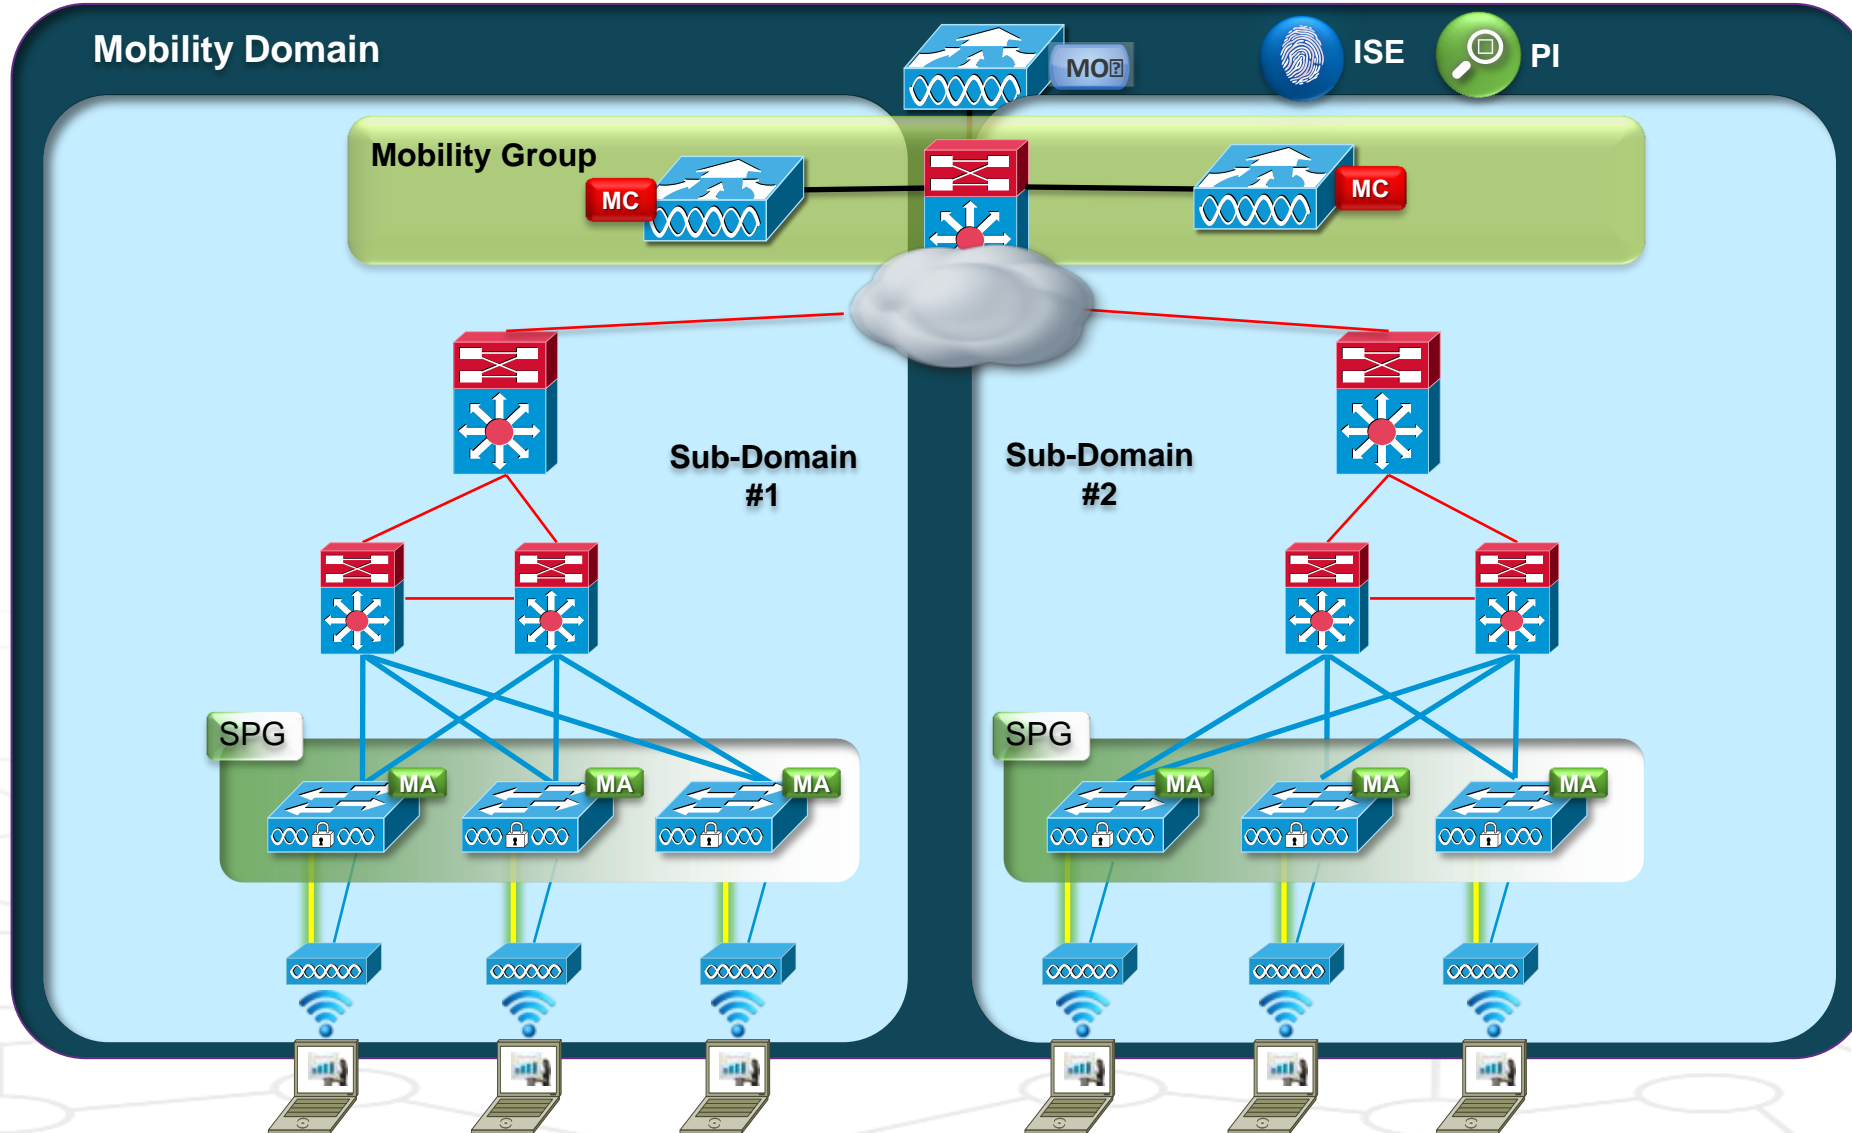 Mobility Domain
MO
ISE
PI
Mobility Group
MC
MC
Sub-Domain
#1
Sub-Domain
#2
SPG
MA
MA
MA
SPG
MA
MA
MA